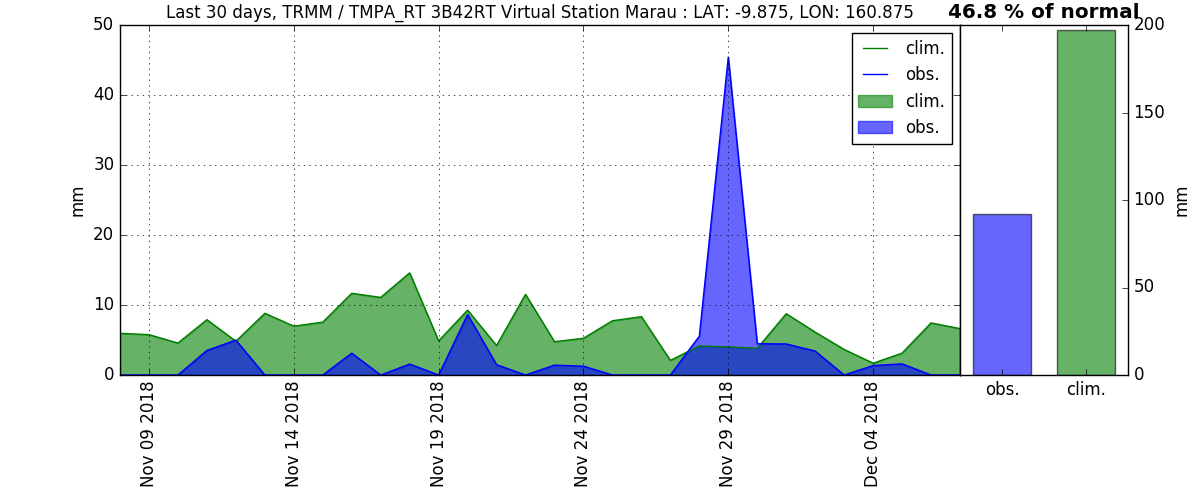 Last 30 days, TRMM / TMPA_RT 3B42RT Virtual Station Marau : LAT: -9.875, LON: 160.875
46.8 % of normal
50
40
30
20
10
0
mm
clim.
obs.
clim.
obs.
Nov 09 2018
Nov 14 2018
Nov 19 2018
Nov 24 2018
Nov 29 2018
Dec 04 2018
200
150
100
50
0
mm
obs.
clim.